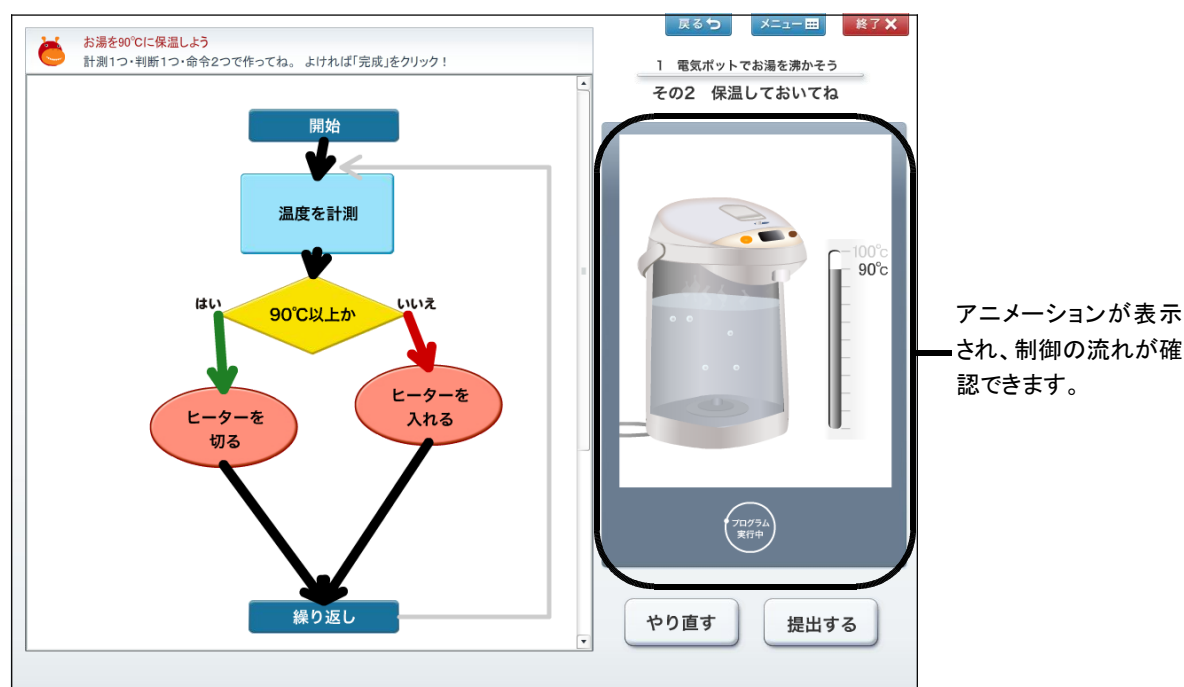 戻る
メニュー
終了
お湯を90℃に保温しよう
計測1つ・判断1つ・命令2つで作ってね。 よければ「完成」をクリック！
1 電気ポットでお湯を沸かそう
その2 保温しておいてね
開始
温度を計測
はい
90℃以上か
いいえ
ヒーターを
切る
ヒーターを
入れる
繰り返し
100℃
90℃
プログラム
実行中
やり直す
提出する
アニメーションが表示
され、制御の流れが確
認できます。